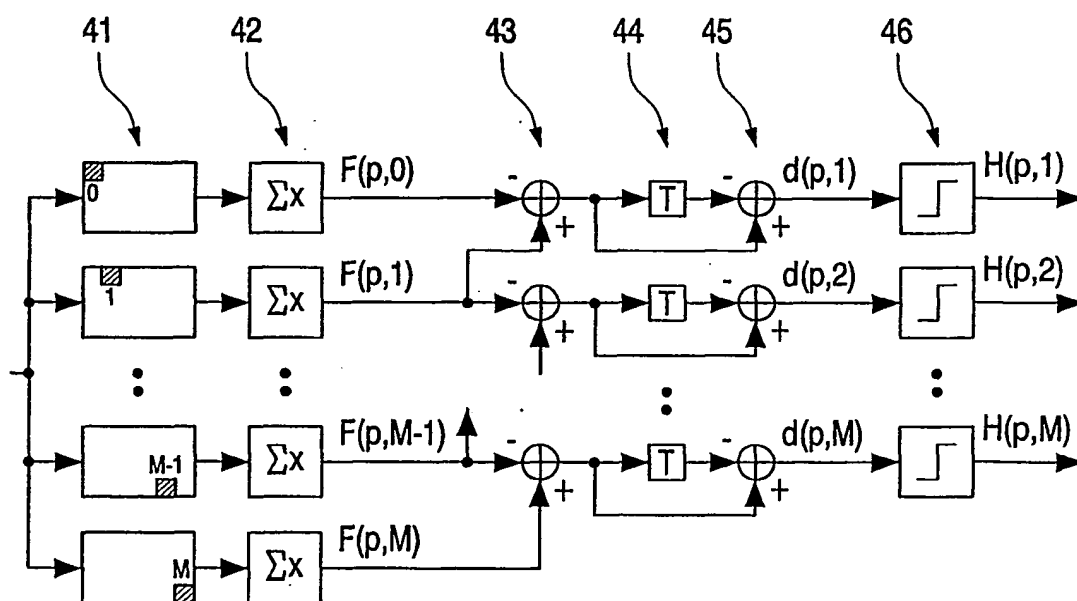 41 42 43 44 45 46
0 Σx F(p,0) - + T - + d(p,1) H(p,1)
1 Σx F(p,1) - + T - + d(p,2) H(p,2)
M-1 Σx F(p,M-1) - + T - + d(p,M) H(p,M)
M Σx F(p,M)